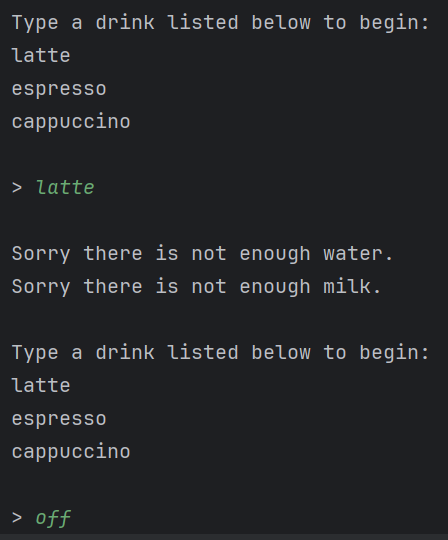 Type a drink listed below to begin:
latte
espresso
cappuccino
> latte
Sorry there is not enough water.
Sorry there is not enough milk.
Type a drink listed below to begin:
latte
espresso
cappuccino
> off